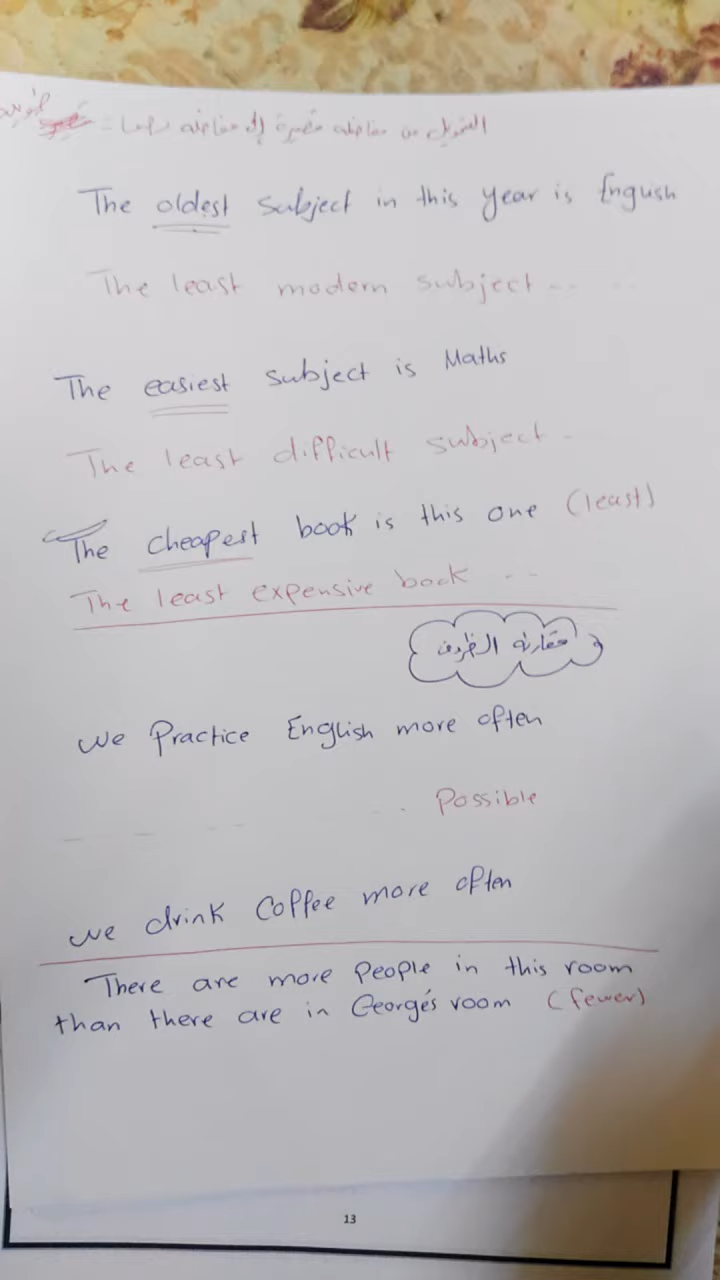 التحويل من مفاضلة قصيرة إلى مفاضلة طويلة
The oldest subject in this year is English
The least modern subject ... ...
The easiest subject is Maths
The least difficult subject .
The cheapest book is this one (least)
The least expensive book ...
مقارنة الظروف
we Practice English more often
Possible
we drink Coffee more often
There are more People in this room
than there are in George's room (fewer)
13